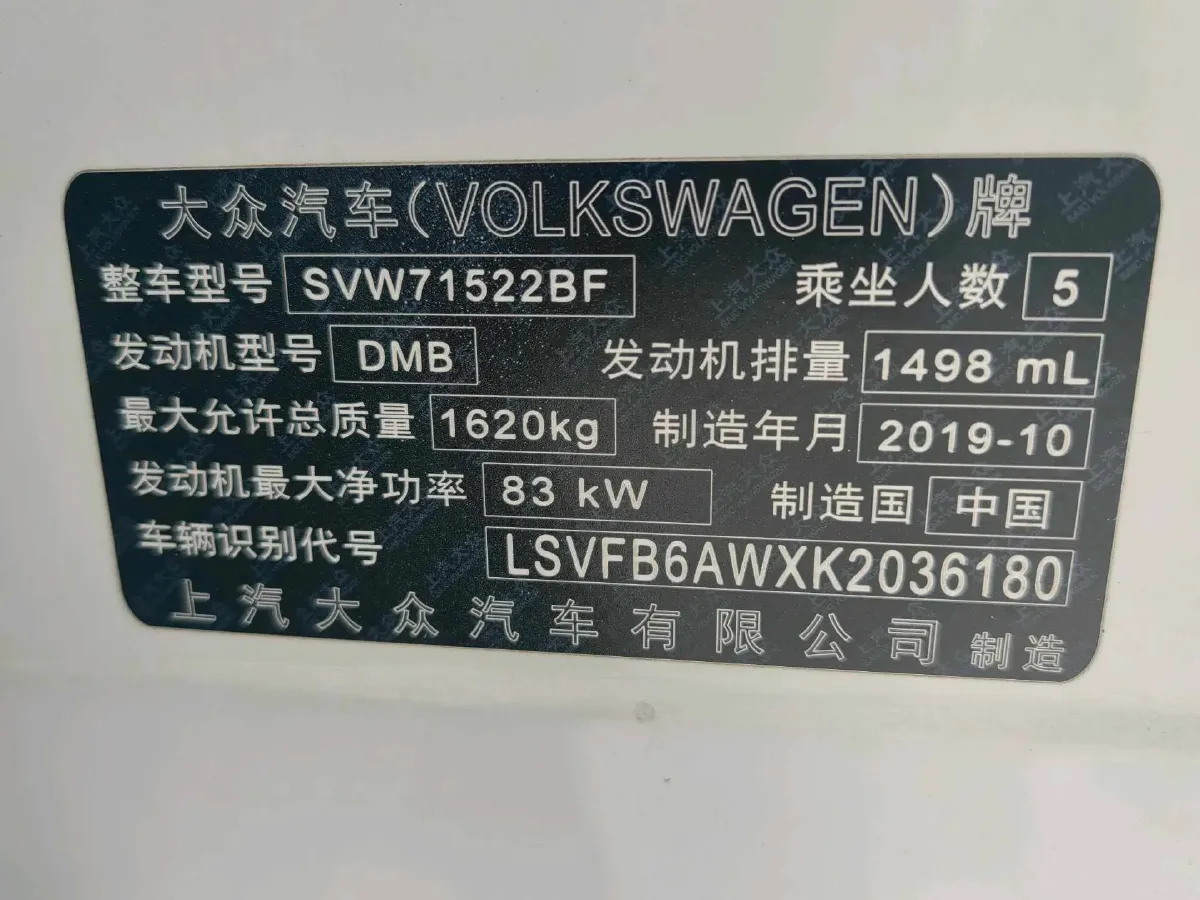 大众汽车(VOLKSWAGEN)牌
整车型号 SVW71522BF 乘坐人数 5
发动机型号 DMB 发动机排量 1498 mL
最大允许总质量 1620kg 制造年月 2019-10
发动机最大净功率 83 kW 制造国 中国
车辆识别代号 LSVFB6AWXK2036180
上汽大众汽车有限公司 制造